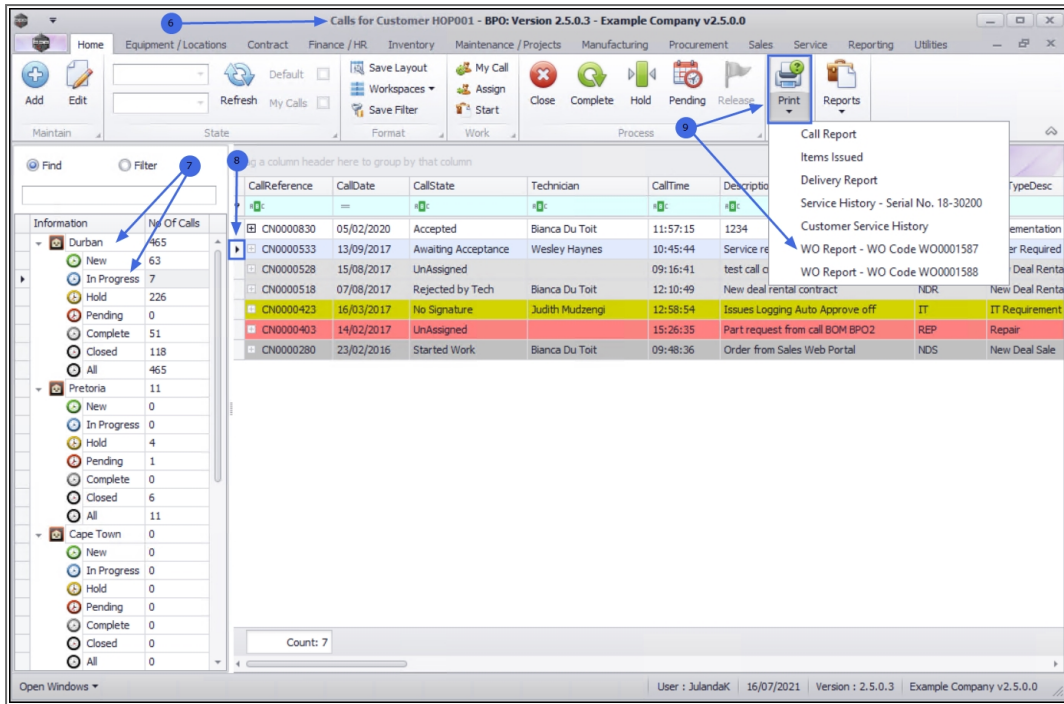 6
Calls for Customer HOP001 - BPO: Version 2.5.0.3 - Example Company v2.5.0.0
Home Equipment / Locations Contract Finance / HR Inventory Maintenance / Projects Manufacturing Procurement Sales Service Reporting Utilities
Add Edit Refresh Default My Calls Save Layout Workspaces Save Filter My Call Assign Start Close Complete Hold Pending Release Print Reports
Maintain State Format Work Process
9
Call Report
Items Issued
Delivery Report
Service History - Serial No. 18-30200
Customer Service History
WO Report - WO Code WO0001587
WO Report - WO Code WO0001588
Find Filter 7
8
a column header here to group by that column
Information No Of Calls
Durban 465
New 63
In Progress 7
Hold 226
Pending 0
Complete 51
Closed 118
All 465
Pretoria 11
New 0
In Progress 0
Hold 4
Pending 1
Complete 0
Closed 6
All 11
Cape Town 0
New 0
In Progress 0
Hold 0
Pending 0
Complete 0
Closed 0
All 0
CallReference CallDate CallState Technician CallTime Descriptio TypeDesc
CN0000830 05/02/2020 Accepted Bianca Du Toit 11:57:15 1234 ementation
CN0000533 13/09/2017 Awaiting Acceptance Wesley Haynes 10:45:44 Service re er Required
CN0000528 15/08/2017 UnAssigned 09:16:41 test call o Deal Renta
CN0000518 07/08/2017 Rejected by Tech Bianca Du Toit 12:10:49 New deal rental contract NDR New Deal Renta
CN0000423 16/03/2017 No Signature Judith Mudzengi 12:58:54 Issues Logging Auto Approve off IT IT Requirement
CN0000403 14/02/2017 UnAssigned 15:26:35 Part request from call BOM BPO2 REP Repair
CN0000280 23/02/2016 Started Work Bianca Du Toit 09:48:36 Order from Sales Web Portal NDS New Deal Sale
Count: 7
Open Windows User : JulandaK 16/07/2021 Version : 2.5.0.3 Example Company v2.5.0.0